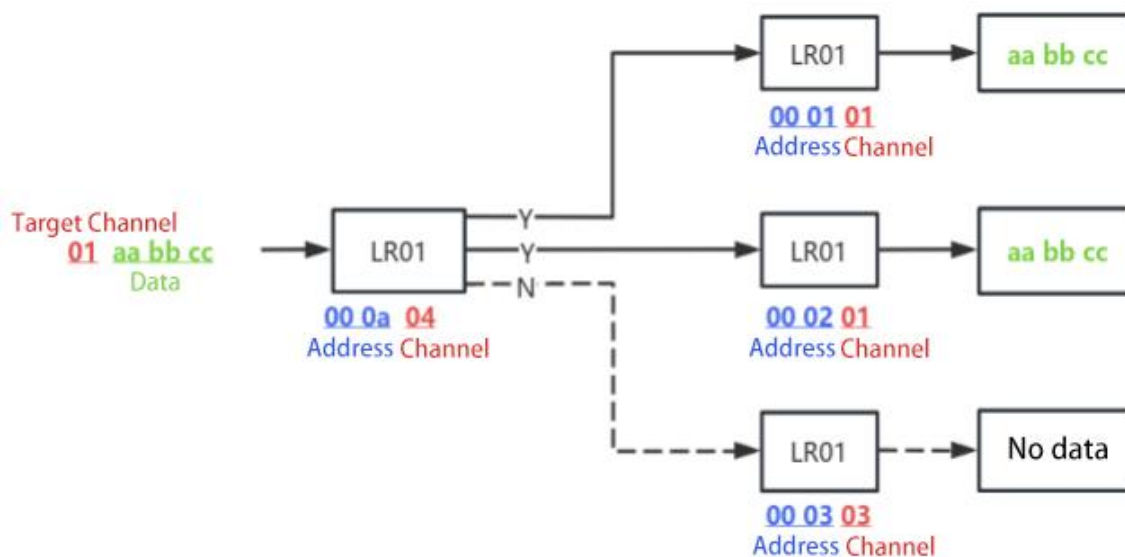 LR01
aa bb cc
00 01 01
Address Channel
Target Channel
01 aa bb cc
Data
LR01
00 0a 04
Address Channel
Y
Y
N
LR01
aa bb cc
00 02 01
Address Channel
LR01
No data
00 03 03
Address Channel